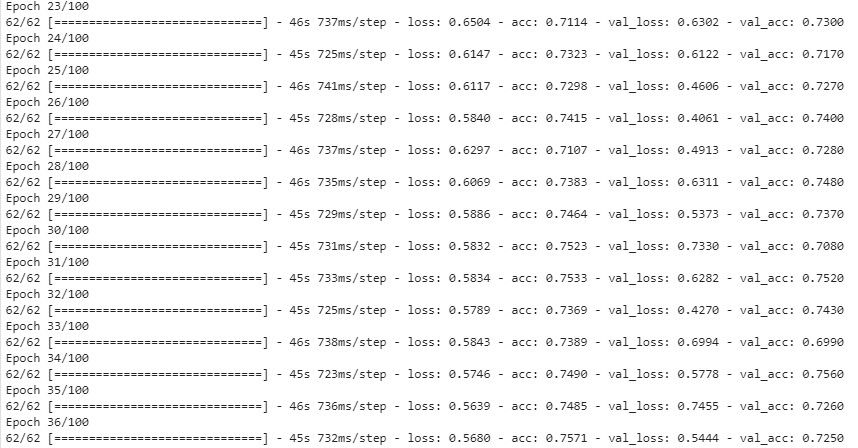 Epoch 23/100
62/62 [==============================] - 46s 737ms/step - loss: 0.6504 - acc: 0.7114 - val_loss: 0.6302 - val_acc: 0.7300
Epoch 24/100
62/62 [==============================] - 45s 725ms/step - loss: 0.6147 - acc: 0.7323 - val_loss: 0.6122 - val_acc: 0.7170
Epoch 25/100
62/62 [==============================] - 46s 741ms/step - loss: 0.6117 - acc: 0.7298 - val_loss: 0.4606 - val_acc: 0.7270
Epoch 26/100
62/62 [==============================] - 45s 728ms/step - loss: 0.5840 - acc: 0.7415 - val_loss: 0.4061 - val_acc: 0.7400
Epoch 27/100
62/62 [==============================] - 46s 737ms/step - loss: 0.6297 - acc: 0.7107 - val_loss: 0.4913 - val_acc: 0.7280
Epoch 28/100
62/62 [==============================] - 46s 735ms/step - loss: 0.6069 - acc: 0.7383 - val_loss: 0.6311 - val_acc: 0.7480
Epoch 29/100
62/62 [==============================] - 45s 729ms/step - loss: 0.5886 - acc: 0.7464 - val_loss: 0.5373 - val_acc: 0.7370
Epoch 30/100
62/62 [==============================] - 45s 731ms/step - loss: 0.5832 - acc: 0.7523 - val_loss: 0.7330 - val_acc: 0.7080
Epoch 31/100
62/62 [==============================] - 45s 733ms/step - loss: 0.5834 - acc: 0.7533 - val_loss: 0.6282 - val_acc: 0.7520
Epoch 32/100
62/62 [==============================] - 45s 725ms/step - loss: 0.5789 - acc: 0.7369 - val_loss: 0.4270 - val_acc: 0.7430
Epoch 33/100
62/62 [==============================] - 46s 738ms/step - loss: 0.5843 - acc: 0.7389 - val_loss: 0.6994 - val_acc: 0.6990
Epoch 34/100
62/62 [==============================] - 45s 723ms/step - loss: 0.5746 - acc: 0.7490 - val_loss: 0.5778 - val_acc: 0.7560
Epoch 35/100
62/62 [==============================] - 46s 736ms/step - loss: 0.5639 - acc: 0.7485 - val_loss: 0.7455 - val_acc: 0.7260
Epoch 36/100
62/62 [==============================] - 45s 732ms/step - loss: 0.5680 - acc: 0.7571 - val_loss: 0.5444 - val_acc: 0.7250